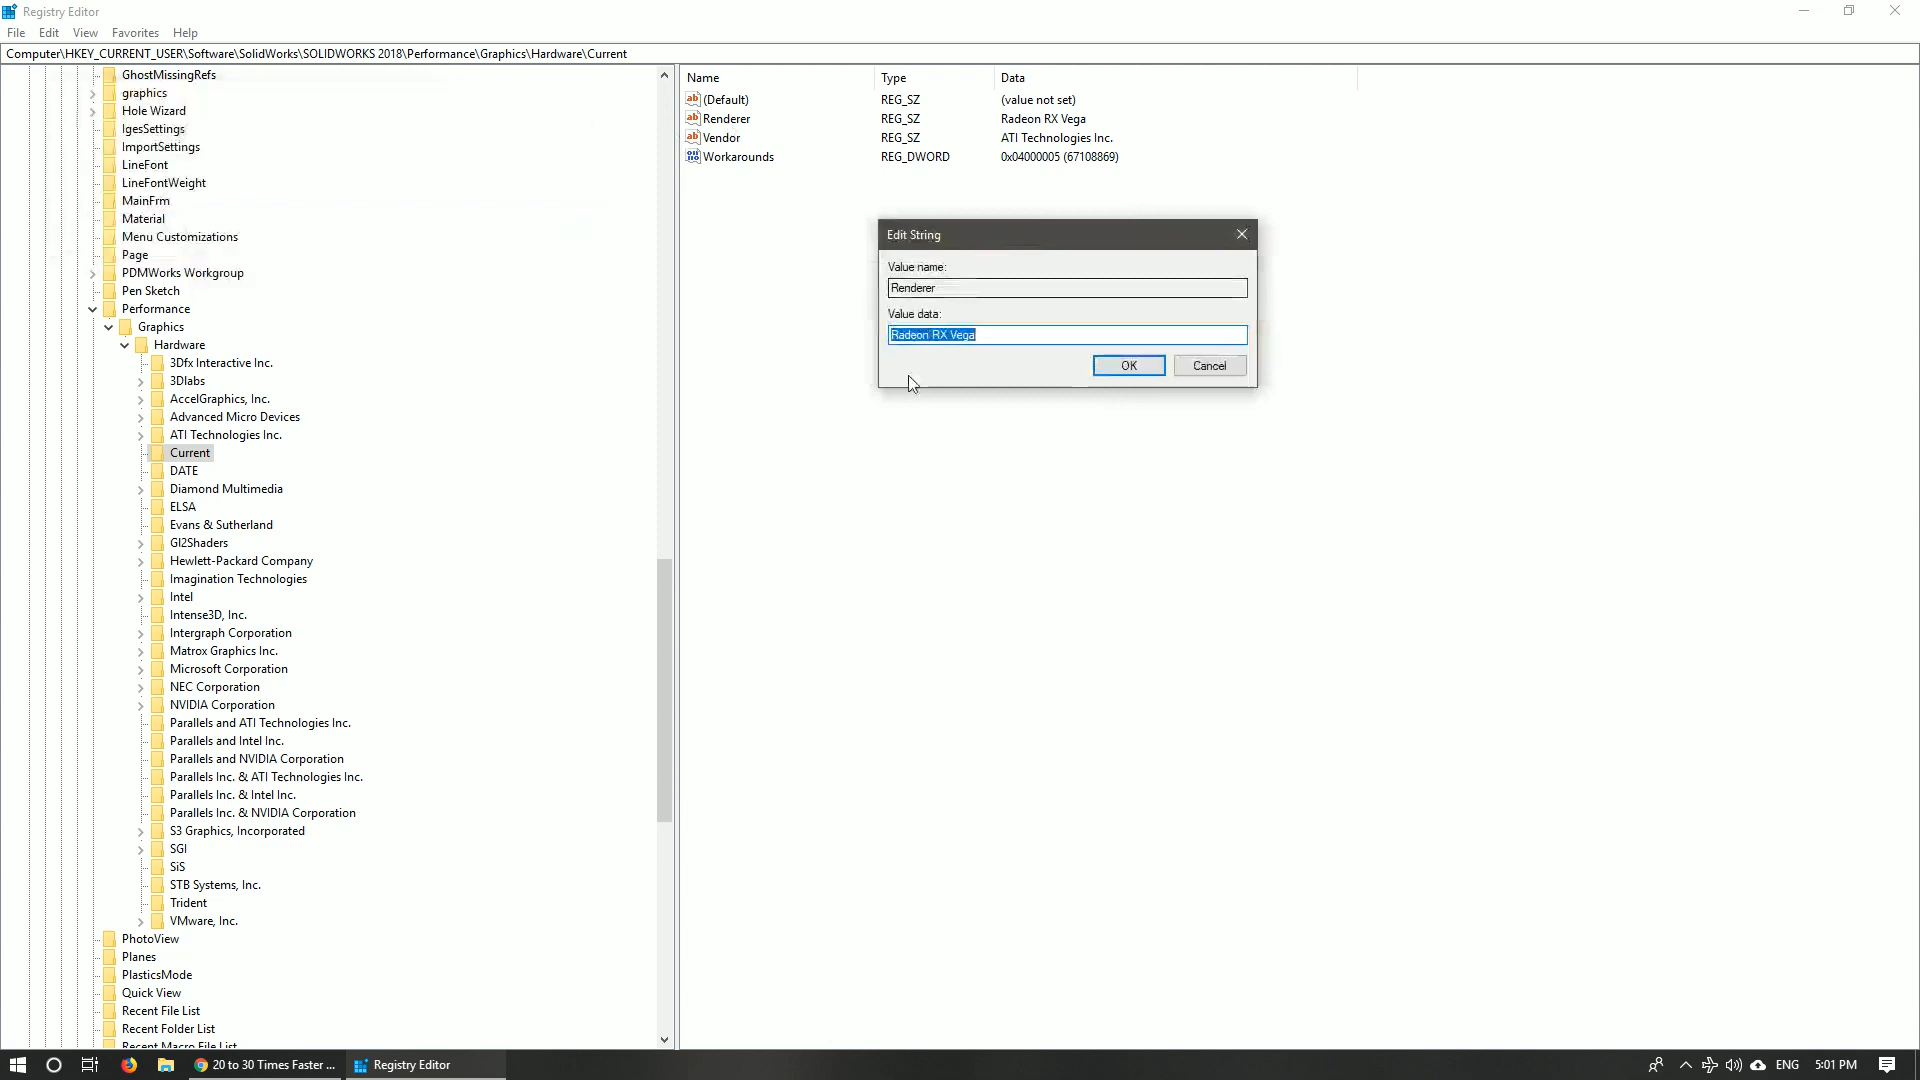 Registry Editor
File Edit View Favorites Help
Computer\HKEY_CURRENT_USER\Software\SolidWorks\SOLIDWORKS 2018\Performance\Graphics\Hardware\Current
GhostMissingRefs
graphics
Hole Wizard
IgesSettings
ImportSettings
LineFont
LineFontWeight
MainFrm
Material
Menu Customizations
Page
PDMWorks Workgroup
Pen Sketch
Performance
Graphics
Hardware
3Dfx Interactive Inc.
3Dlabs
AccelGraphics, Inc.
Advanced Micro Devices
ATI Technologies Inc.
Current
DATE
Diamond Multimedia
ELSA
Evans & Sutherland
Gl2Shaders
Hewlett-Packard Company
Imagination Technologies
Intel
Intense3D, Inc.
Intergraph Corporation
Matrox Graphics Inc.
Microsoft Corporation
NEC Corporation
NVIDIA Corporation
Parallels and ATI Technologies Inc.
Parallels and Intel Inc.
Parallels and NVIDIA Corporation
Parallels Inc. & ATI Technologies Inc.
Parallels Inc. & Intel Inc.
Parallels Inc. & NVIDIA Corporation
S3 Graphics, Incorporated
SGI
SiS
STB Systems, Inc.
Trident
VMware, Inc.
PhotoView
Planes
PlasticsMode
Quick View
Recent File List
Recent Folder List
Recent Macro File List
Name Type Data
(Default) REG_SZ (value not set)
Renderer REG_SZ Radeon RX Vega
Vendor REG_SZ ATI Technologies Inc.
Workarounds REG_DWORD 0x04000005 (67108869)
Edit String
Value name:
Renderer
Value data:
Radeon RX Vega
OK Cancel
20 to 30 Times Faster ... Registry Editor ENG 5:01 PM